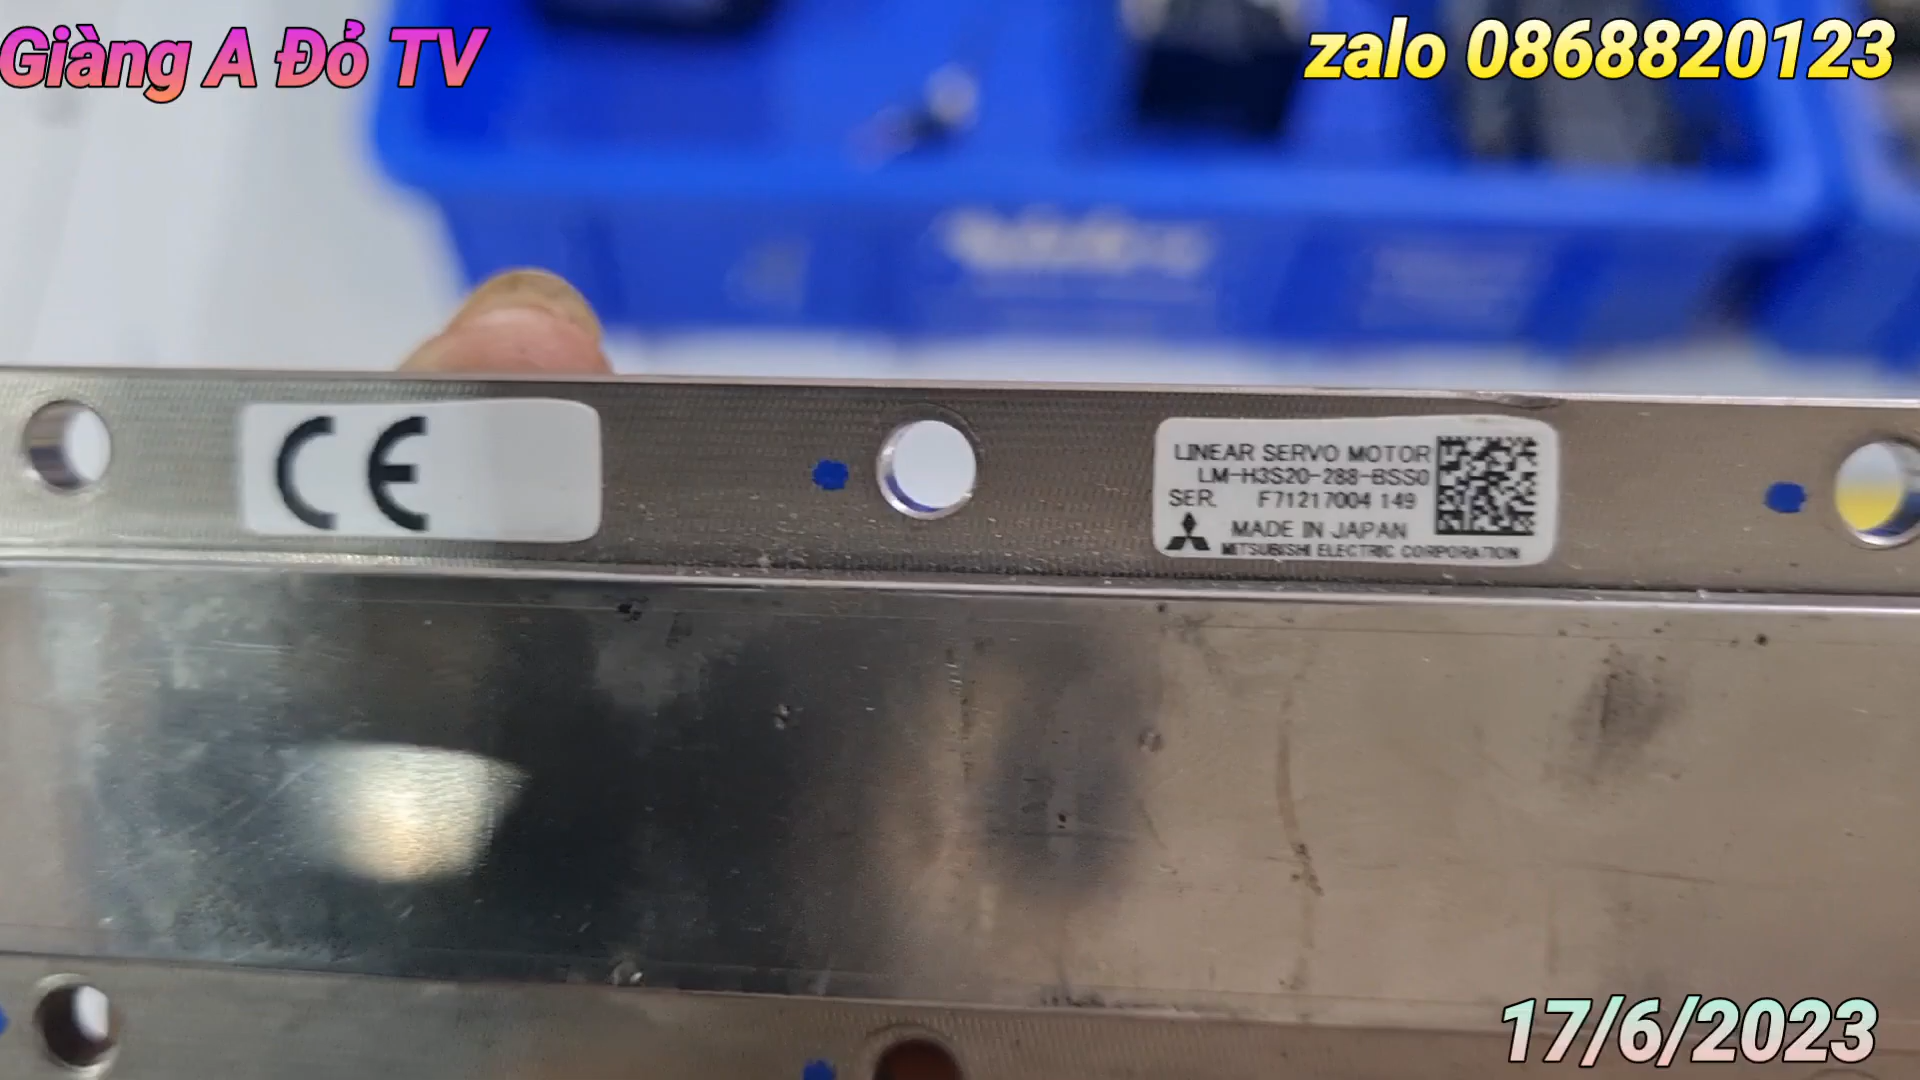 Giàng A Đỏ TV
zalo 0868820123
CE
LINEAR SERVO MOTOR
LM-H3S20-288-BSS0
SER. F71217004 149
MADE IN JAPAN
MITSUBISHI ELECTRIC CORPORATION
17/6/2023